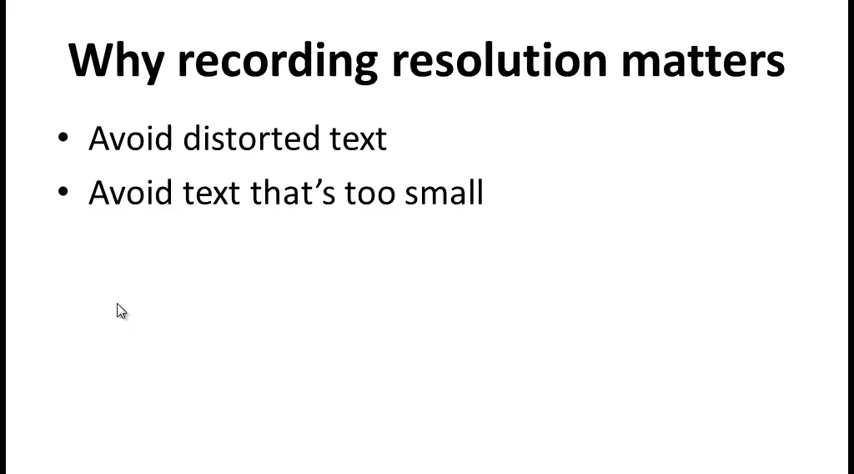 Why recording resolution matters
• Avoid distorted text
• Avoid text that’s too small